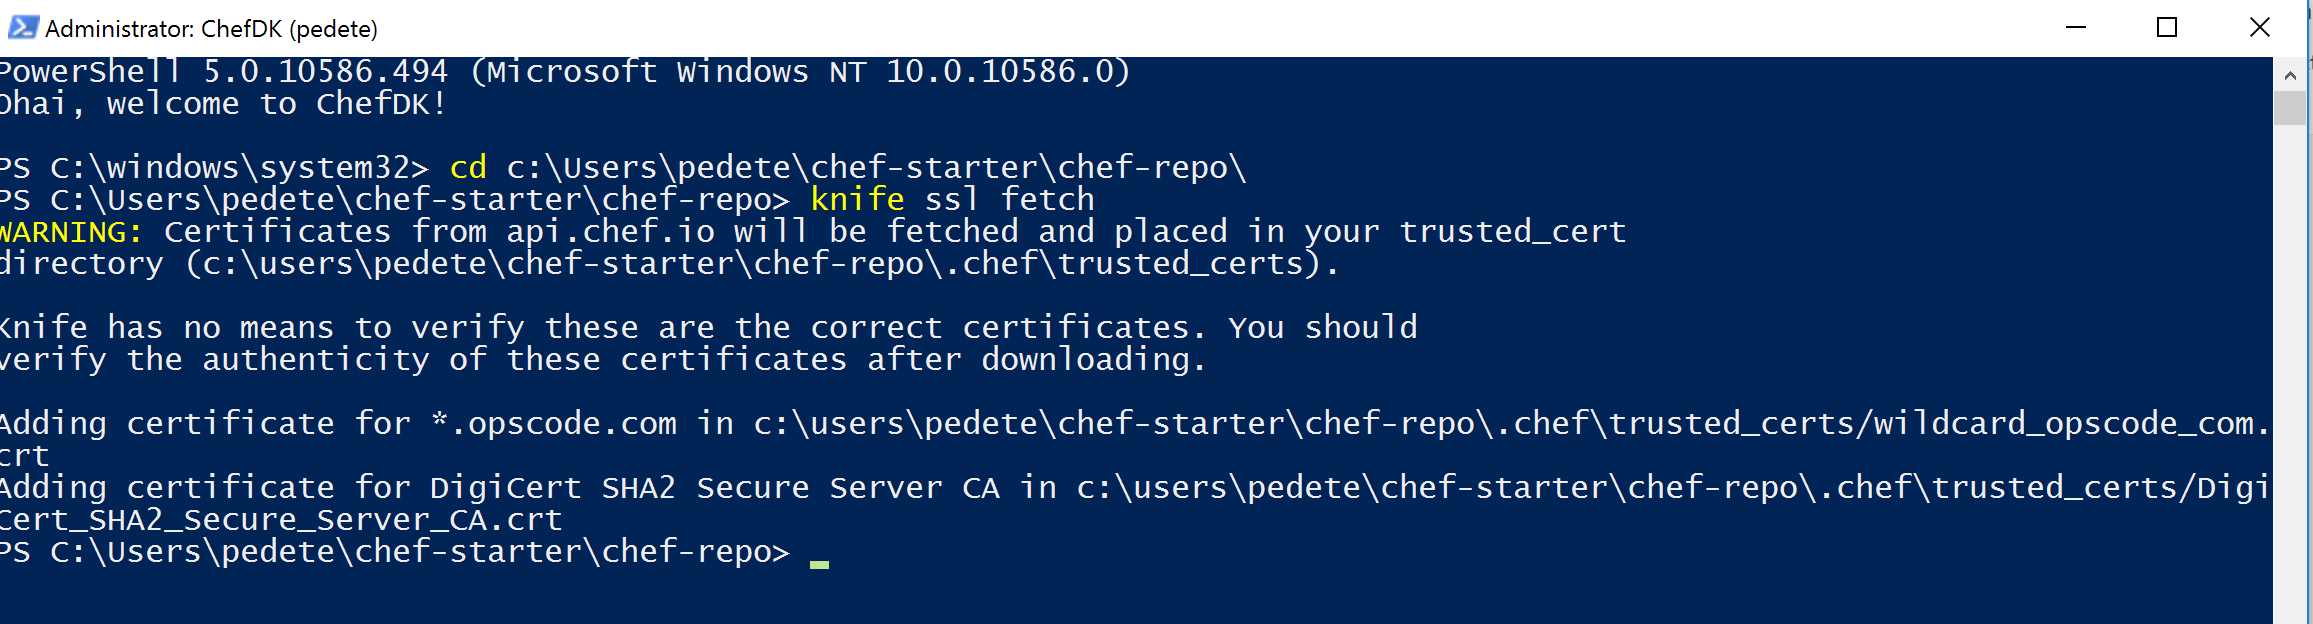 Administrator: ChefDK (pedete)
PowerShell 5.0.10586.494 (Microsoft Windows NT 10.0.10586.0)
Ohai, welcome to ChefDK!
PS C:\windows\system32> cd c:\Users\pedete\chef-starter\chef-repo\
PS C:\Users\pedete\chef-starter\chef-repo> knife ssl fetch
WARNING: Certificates from api.chef.io will be fetched and placed in your trusted_cert
directory (c:\users\pedete\chef-starter\chef-repo\.chef\trusted_certs).
Knife has no means to verify these are the correct certificates. You should
verify the authenticity of these certificates after downloading.
Adding certificate for *.opscode.com in c:\users\pedete\chef-starter\chef-repo\.chef\trusted_certs/wildcard_opscode_com.
crt
Adding certificate for DigiCert SHA2 Secure Server CA in c:\users\pedete\chef-starter\chef-repo\.chef\trusted_certs/Digi
Cert_SHA2_Secure_Server_CA.crt
PS C:\Users\pedete\chef-starter\chef-repo>